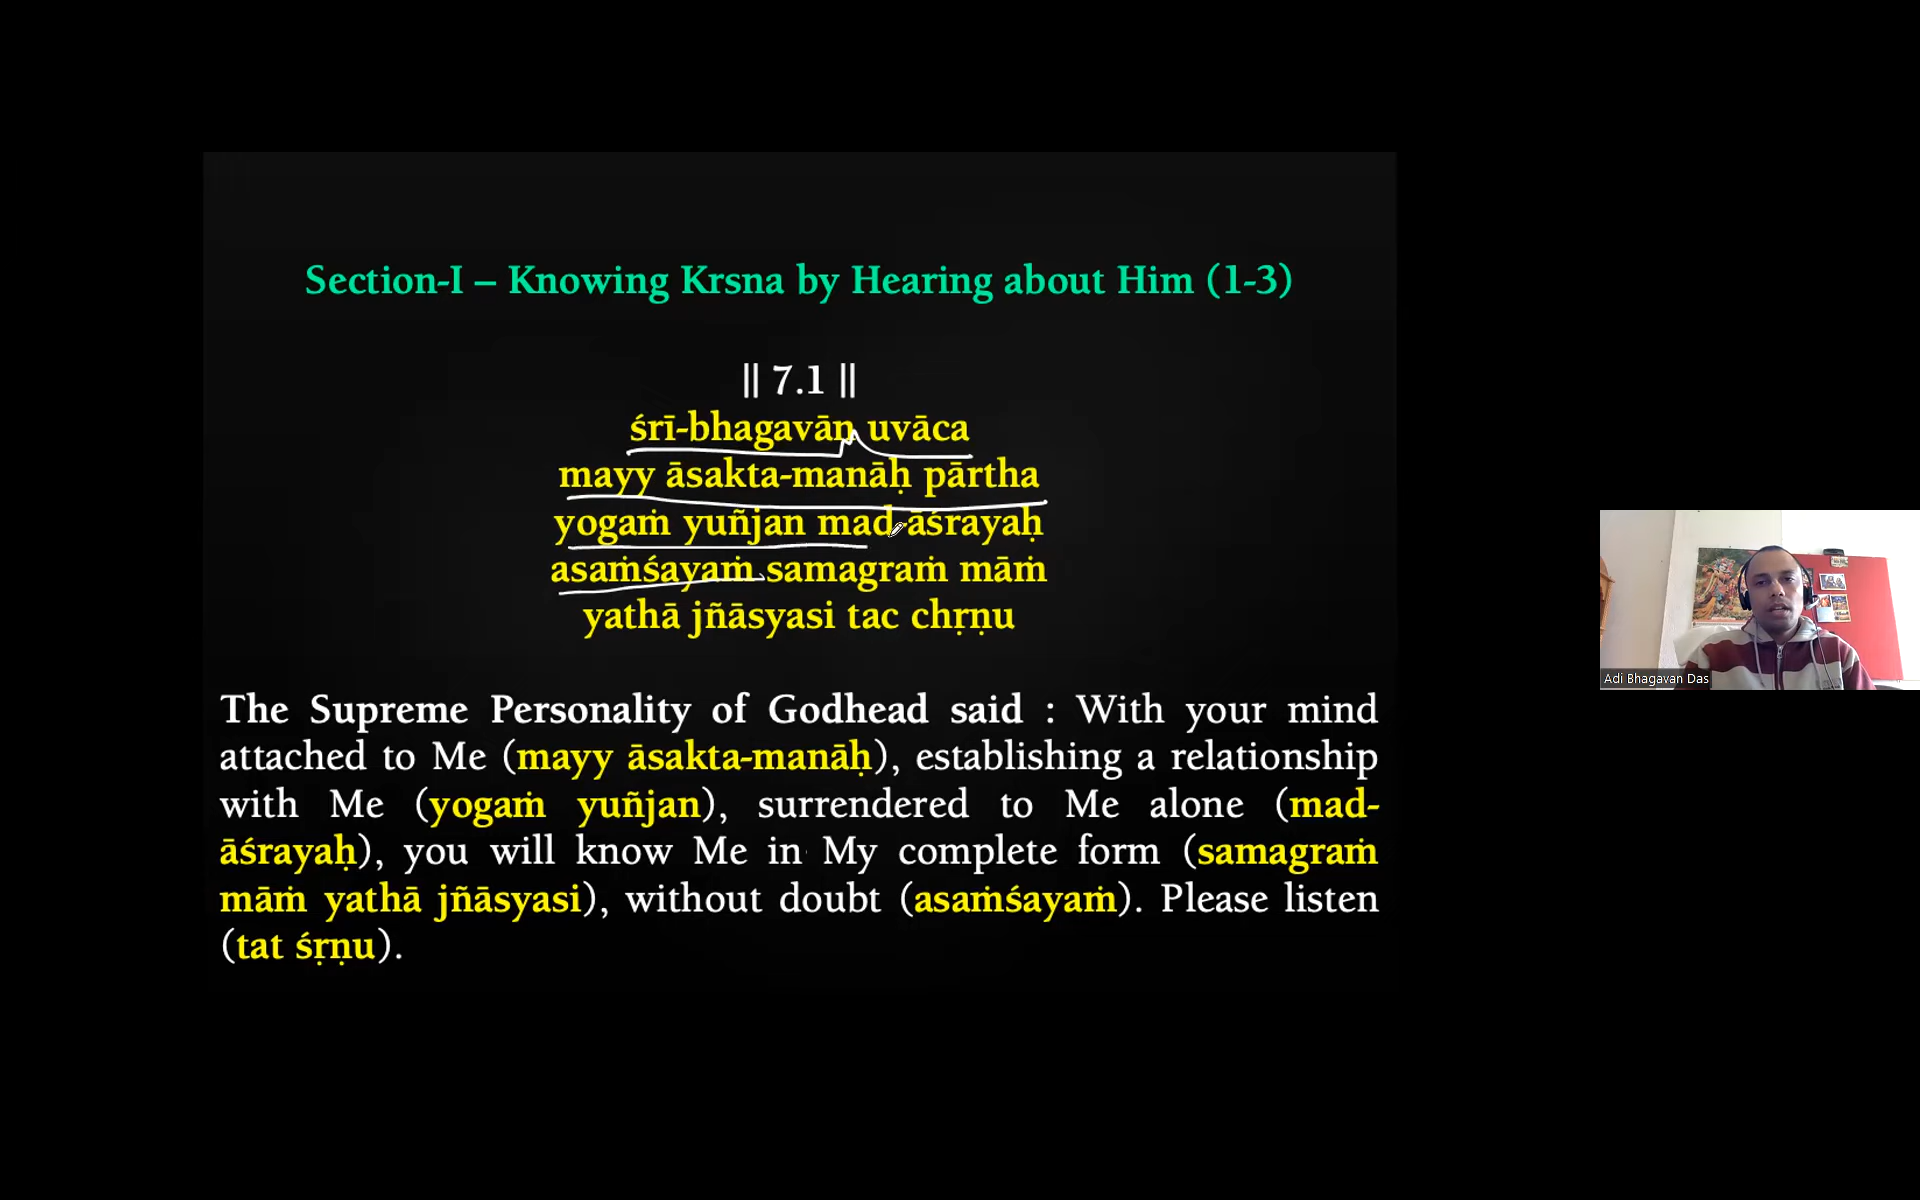 Section-I – Knowing Krsna by Hearing about Him (1-3)
|| 7.1 ||
śrī-bhagavān uvāca
mayy āsakta-manāḥ pārtha
yogaṁ yuñjan mad-āśrayaḥ
asaṁśayaṁ samagraṁ māṁ
yathā jñāsyasi tac chṛṇu
The Supreme Personality of Godhead said : With your mind
attached to Me (mayy āsakta-manāḥ), establishing a relationship
with Me (yogaṁ yuñjan), surrendered to Me alone (mad-
āśrayaḥ), you will know Me in My complete form (samagraṁ
māṁ yathā jñāsyasi), without doubt (asaṁśayaṁ). Please listen
(tat śṛṇu).
Adi Bhagavan Das